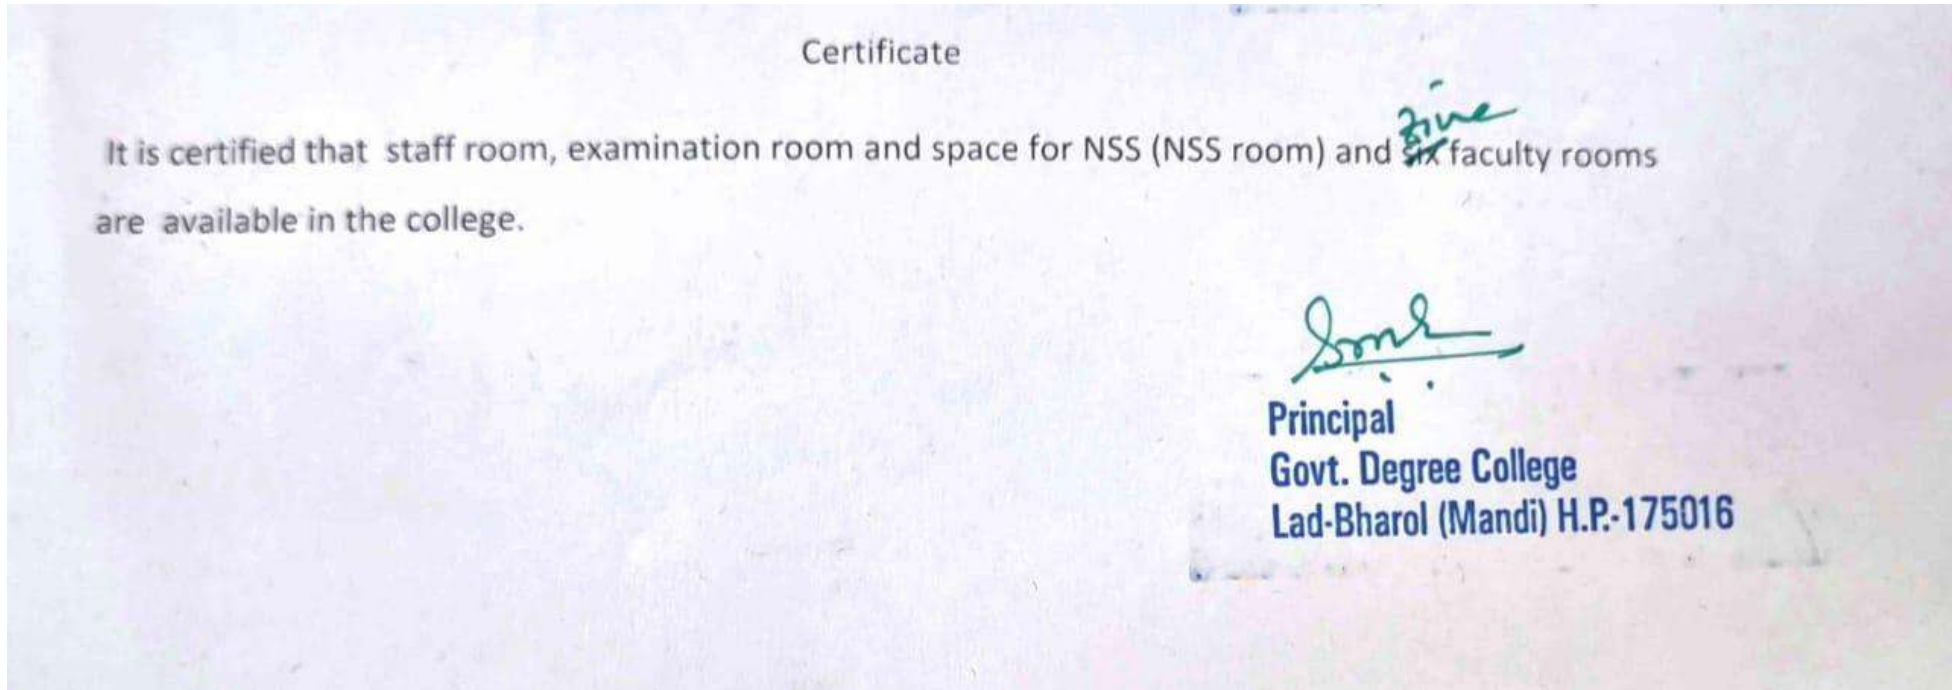 Certificate
five
It is certified that staff room, examination room and space for NSS (NSS room) and six faculty rooms
are available in the college.
Principal
Govt. Degree College
Lad-Bharol (Mandi) H.P.-175016